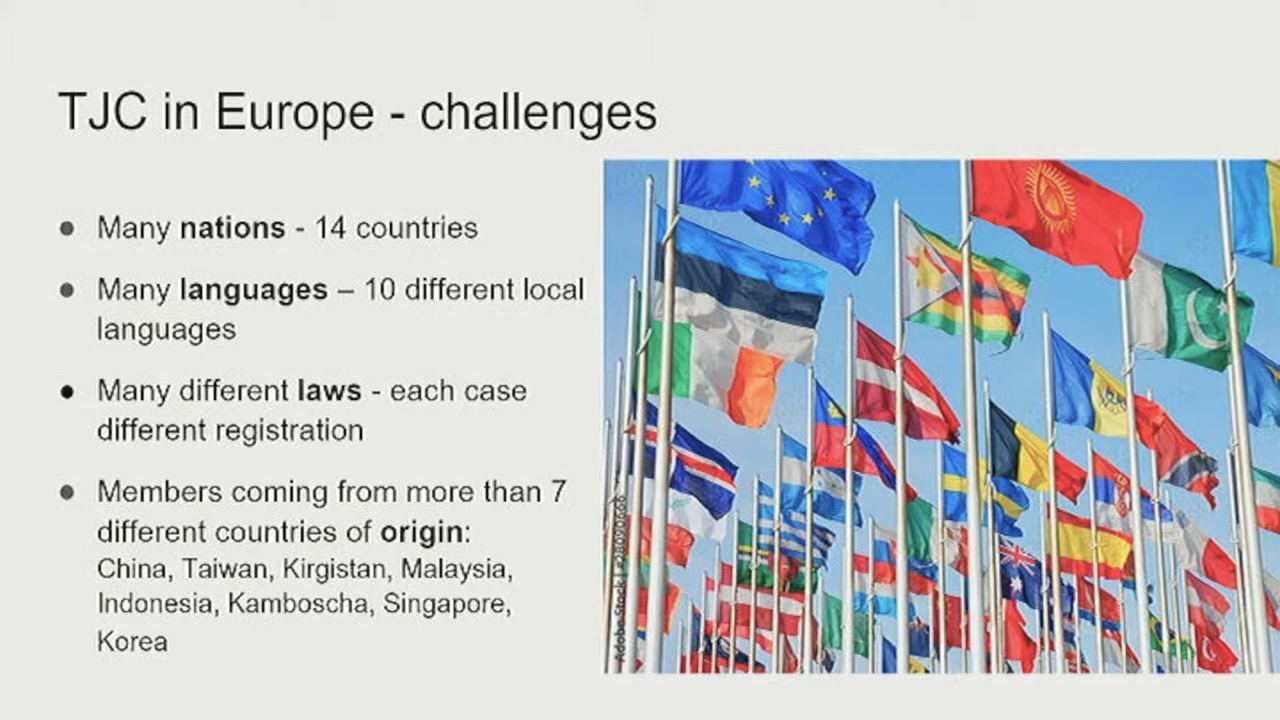 TJC in Europe - challenges
● Many nations - 14 countries
● Many languages – 10 different local
languages
● Many different laws - each case
different registration
● Members coming from more than 7
different countries of origin:
China, Taiwan, Kirgistan, Malaysia,
Indonesia, Kamboscha, Singapore,
Korea
Adobe Stock